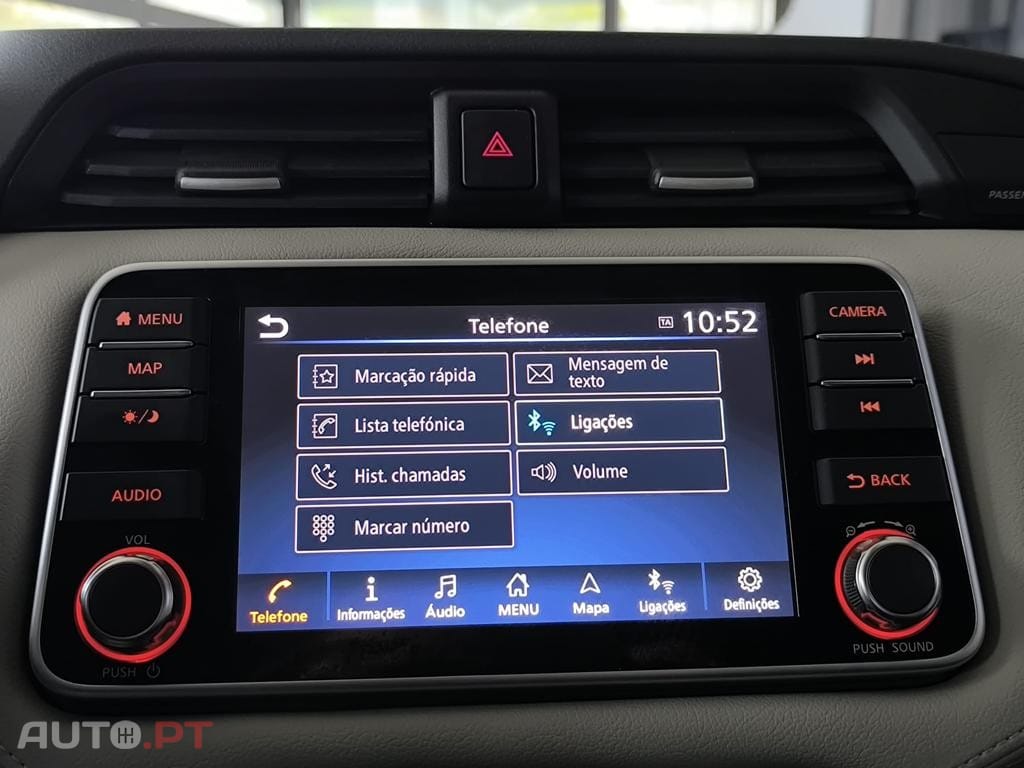 PASSEN
MENU
MAP
AUDIO
VOL
PUSH
Telefone
TA
10:52
Marcação rápida
Mensagem de
texto
Lista telefónica
Ligações
Hist. chamadas
Volume
Marcar número
Telefone
Informações
Áudio
MENU
Mapa
Ligações
Definições
CAMERA
BACK
PUSH SOUND
AUTO.PT